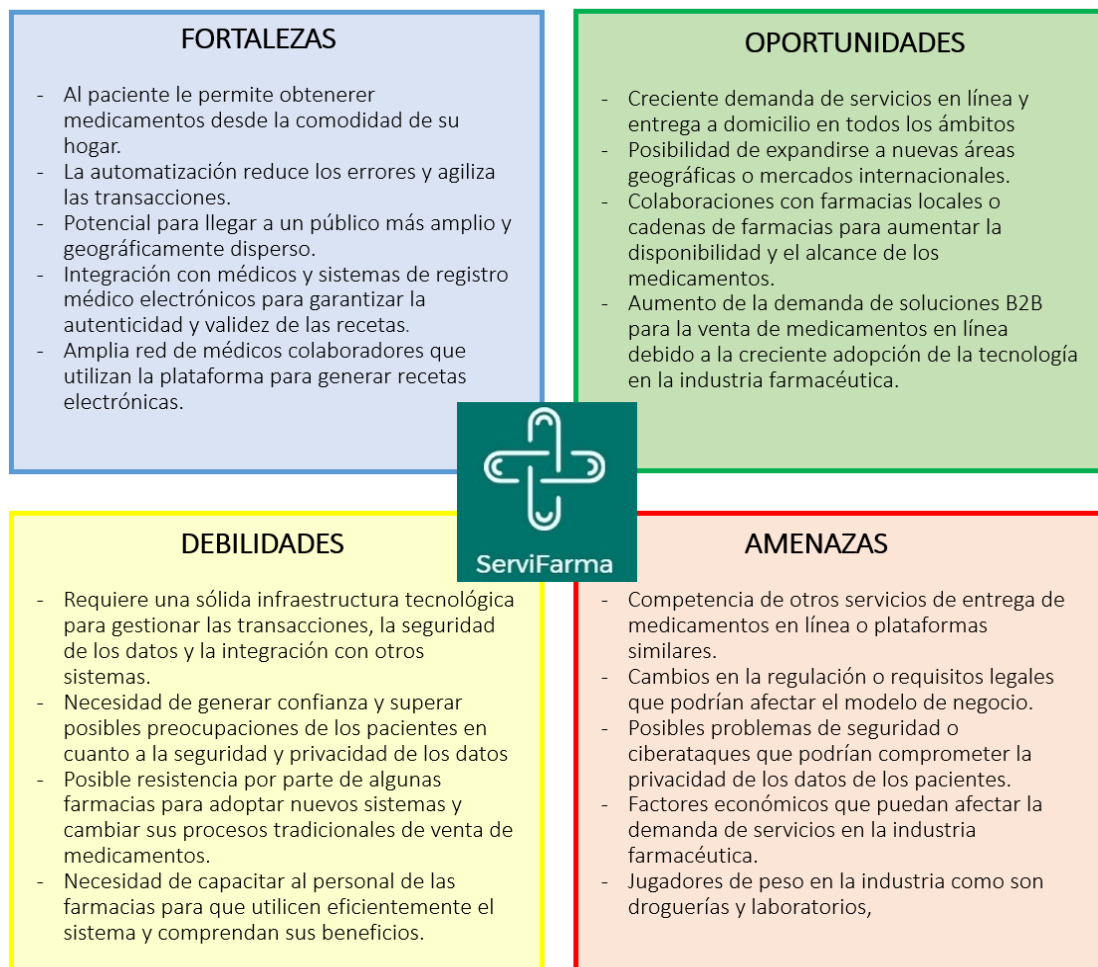 FORTALEZAS
- Al paciente le permite obtenerer
medicamentos desde la comodidad de su
hogar.
- La automatización reduce los errores y agiliza
las transacciones.
- Potencial para llegar a un público más amplio y
geográficamente disperso.
- Integración con médicos y sistemas de registro
médico electrónicos para garantizar la
autenticidad y validez de las recetas.
- Amplia red de médicos colaboradores que
utilizan la plataforma para generar recetas
electrónicas.
OPORTUNIDADES
- Creciente demanda de servicios en línea y
entrega a domicilio en todos los ámbitos
- Posibilidad de expandirse a nuevas áreas
geográficas o mercados internacionales.
- Colaboraciones con farmacias locales o
cadenas de farmacias para aumentar la
disponibilidad y el alcance de los
medicamentos.
- Aumento de la demanda de soluciones B2B
para la venta de medicamentos en línea
debido a la creciente adopción de la tecnología
en la industria farmacéutica.
ServiFarma
DEBILIDADES
- Requiere una sólida infraestructura tecnológica
para gestionar las transacciones, la seguridad
de los datos y la integración con otros
sistemas.
- Necesidad de generar confianza y superar
posibles preocupaciones de los pacientes en
cuanto a la seguridad y privacidad de los datos
- Posible resistencia por parte de algunas
farmacias para adoptar nuevos sistemas y
cambiar sus procesos tradicionales de venta de
medicamentos.
- Necesidad de capacitar al personal de las
farmacias para que utilicen eficientemente el
sistema y comprendan sus beneficios.
AMENAZAS
- Competencia de otros servicios de entrega de
medicamentos en línea o plataformas
similares.
- Cambios en la regulación o requisitos legales
que podrían afectar el modelo de negocio.
- Posibles problemas de seguridad o
ciberataques que podrían comprometer la
privacidad de los datos de los pacientes.
- Factores económicos que puedan afectar la
demanda de servicios en la industria
farmacéutica.
- Jugadores de peso en la industria como son
droguerías y laboratorios,